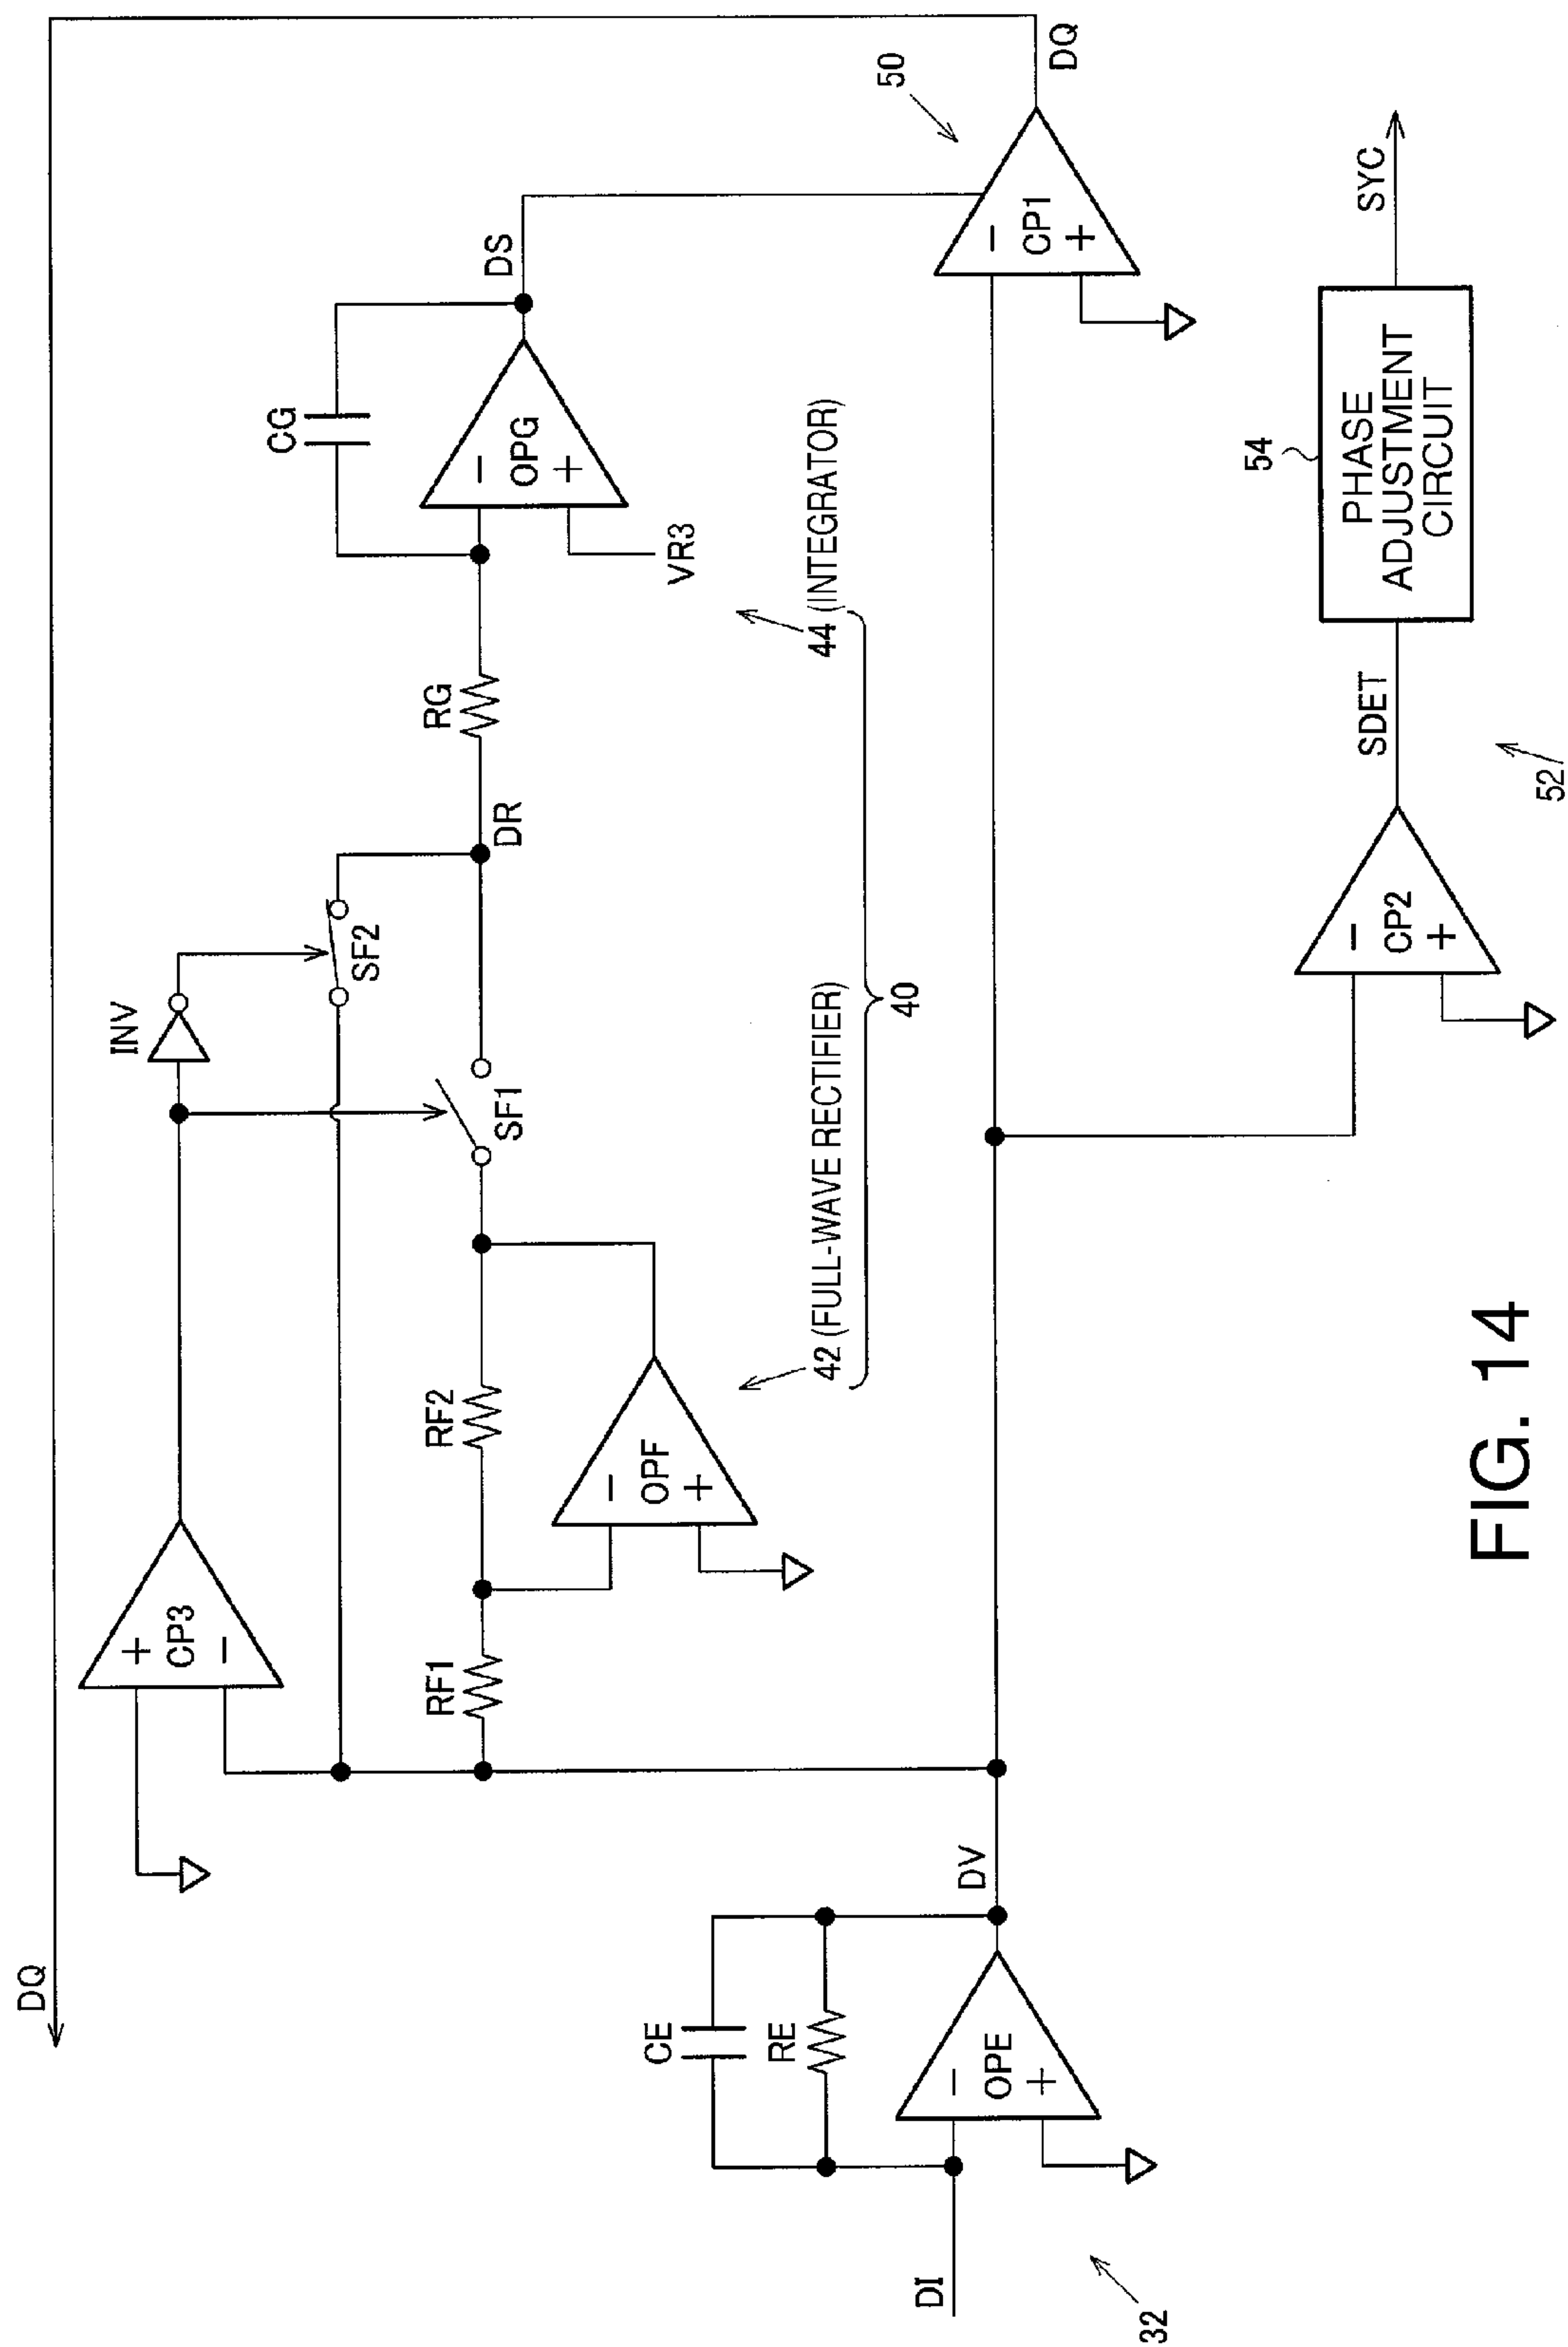 DQ
CP3
+
−
INV
SF2
SF1
RF1
RF2
OPF
−
+
DR
RG
CG
OPG
−
+
VR3
DS
42 (FULL-WAVE RECTIFIER)
44 (INTEGRATOR)
40
DI
32
CE
RE
OPE
−
+
DV
CP1
−
+
50
DQ
CP2
−
+
SDET
52
54
PHASE
ADJUSTMENT
CIRCUIT
SYC
FIG. 14